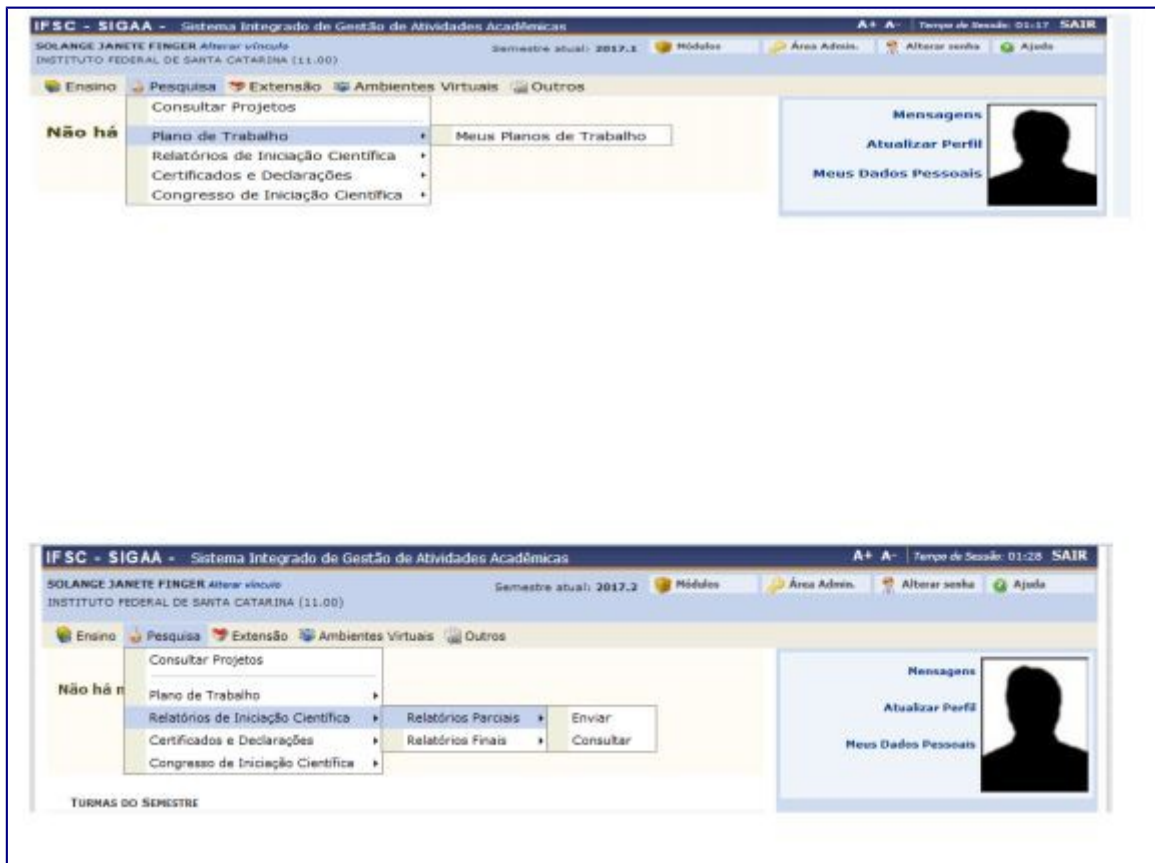 IFSC - SIGAA - Sistema Integrado de Gestão de Atividades Acadêmicas A+ A- Tempo de Sessão: 01:17 SAIR
SOLANGE JANETE FINGER Alterar vínculo Semestre atual: 2017.1 Módulos Área Admin. Alterar senha Ajuda
INSTITUTO FEDERAL DE SANTA CATARINA (11.00)
Ensino Pesquisa Extensão Ambientes Virtuais Outros
Consultar Projetos
Mensagens
Não há Plano de Trabalho Meus Planos de Trabalho
Atualizar Perfil
Relatórios de Iniciação Científica
Certificados e Declarações Meus Dados Pessoais
Congresso de Iniciação Científica
IFSC - SIGAA - Sistema Integrado de Gestão de Atividades Acadêmicas A+ A- Tempo de Sessão: 01:28 SAIR
SOLANGE JANETE FINGER Alterar vínculo Semestre atual: 2017.2 Módulos Área Admin. Alterar senha Ajuda
INSTITUTO FEDERAL DE SANTA CATARINA (11.00)
Ensino Pesquisa Extensão Ambientes Virtuais Outros
Consultar Projetos
Mensagens
Não há n Plano de Trabalho
Atualizar Perfil
Relatórios de Iniciação Científica Relatórios Parciais Enviar
Certificados e Declarações Relatórios Finais Consultar Meus Dados Pessoais
Congresso de Iniciação Científica
TURMAS DO SEMESTRE